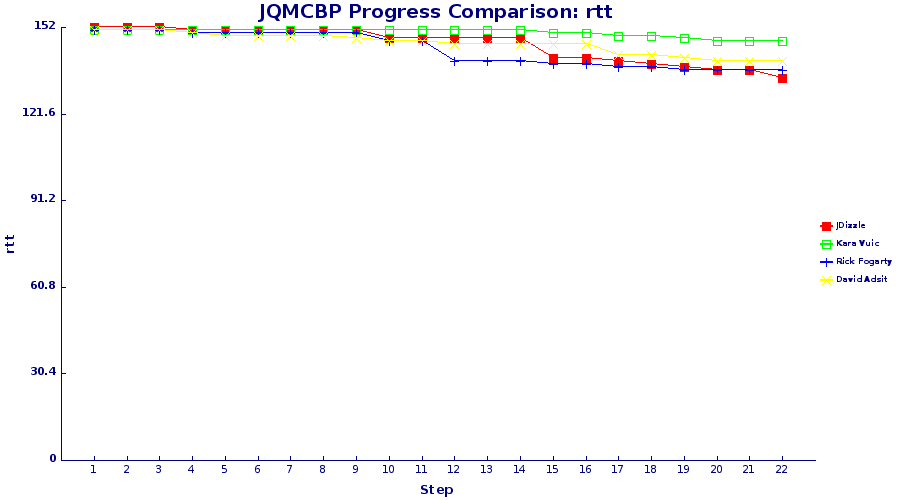 JQMCBP Progress Comparison: rtt
152
121.6
91.2
60.8
30.4
0
rtt
1 2 3 4 5 6 7 8 9 10 11 12 13 14 15 16 17 18 19 20 21 22
Step
JDizzle
Kara Vuic
Rick Fogarty
David Adsit